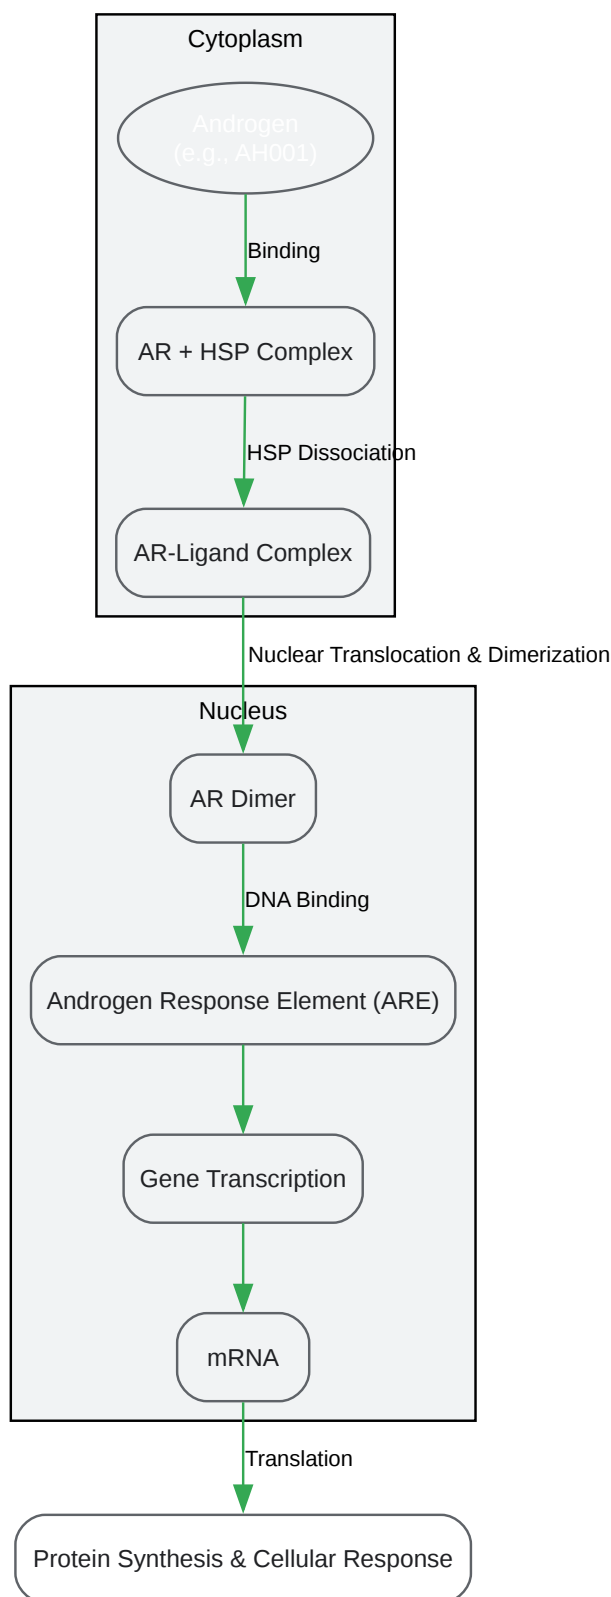 Cytoplasm
Androgen
(e.g., AH001)
Binding
AR + HSP Complex
HSP Dissociation
AR-Ligand Complex
Nuclear Translocation & Dimerization
Nucleus
AR Dimer
DNA Binding
Androgen Response Element (ARE)
Gene Transcription
mRNA
Translation
Protein Synthesis & Cellular Response